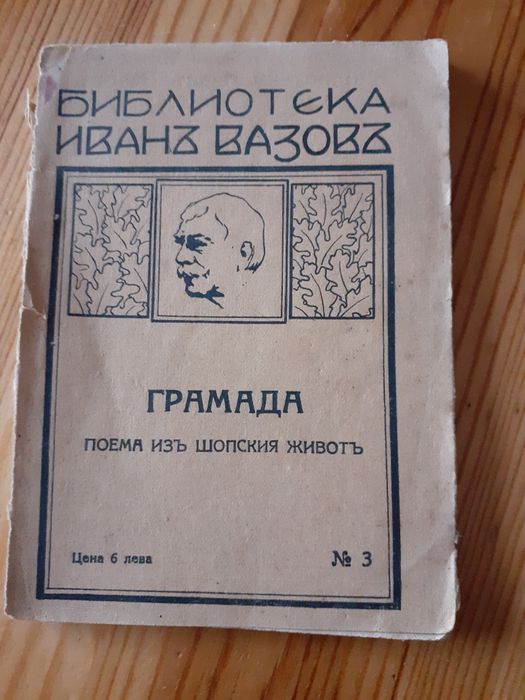 БИБЛИОТЕКА
ИВАНЪ ВАЗОВЪ
ГРАМАДА
ПОЕМА ИЗЪ ШОПСКИЯ ЖИВОТЪ
Цена 6 лева № 3